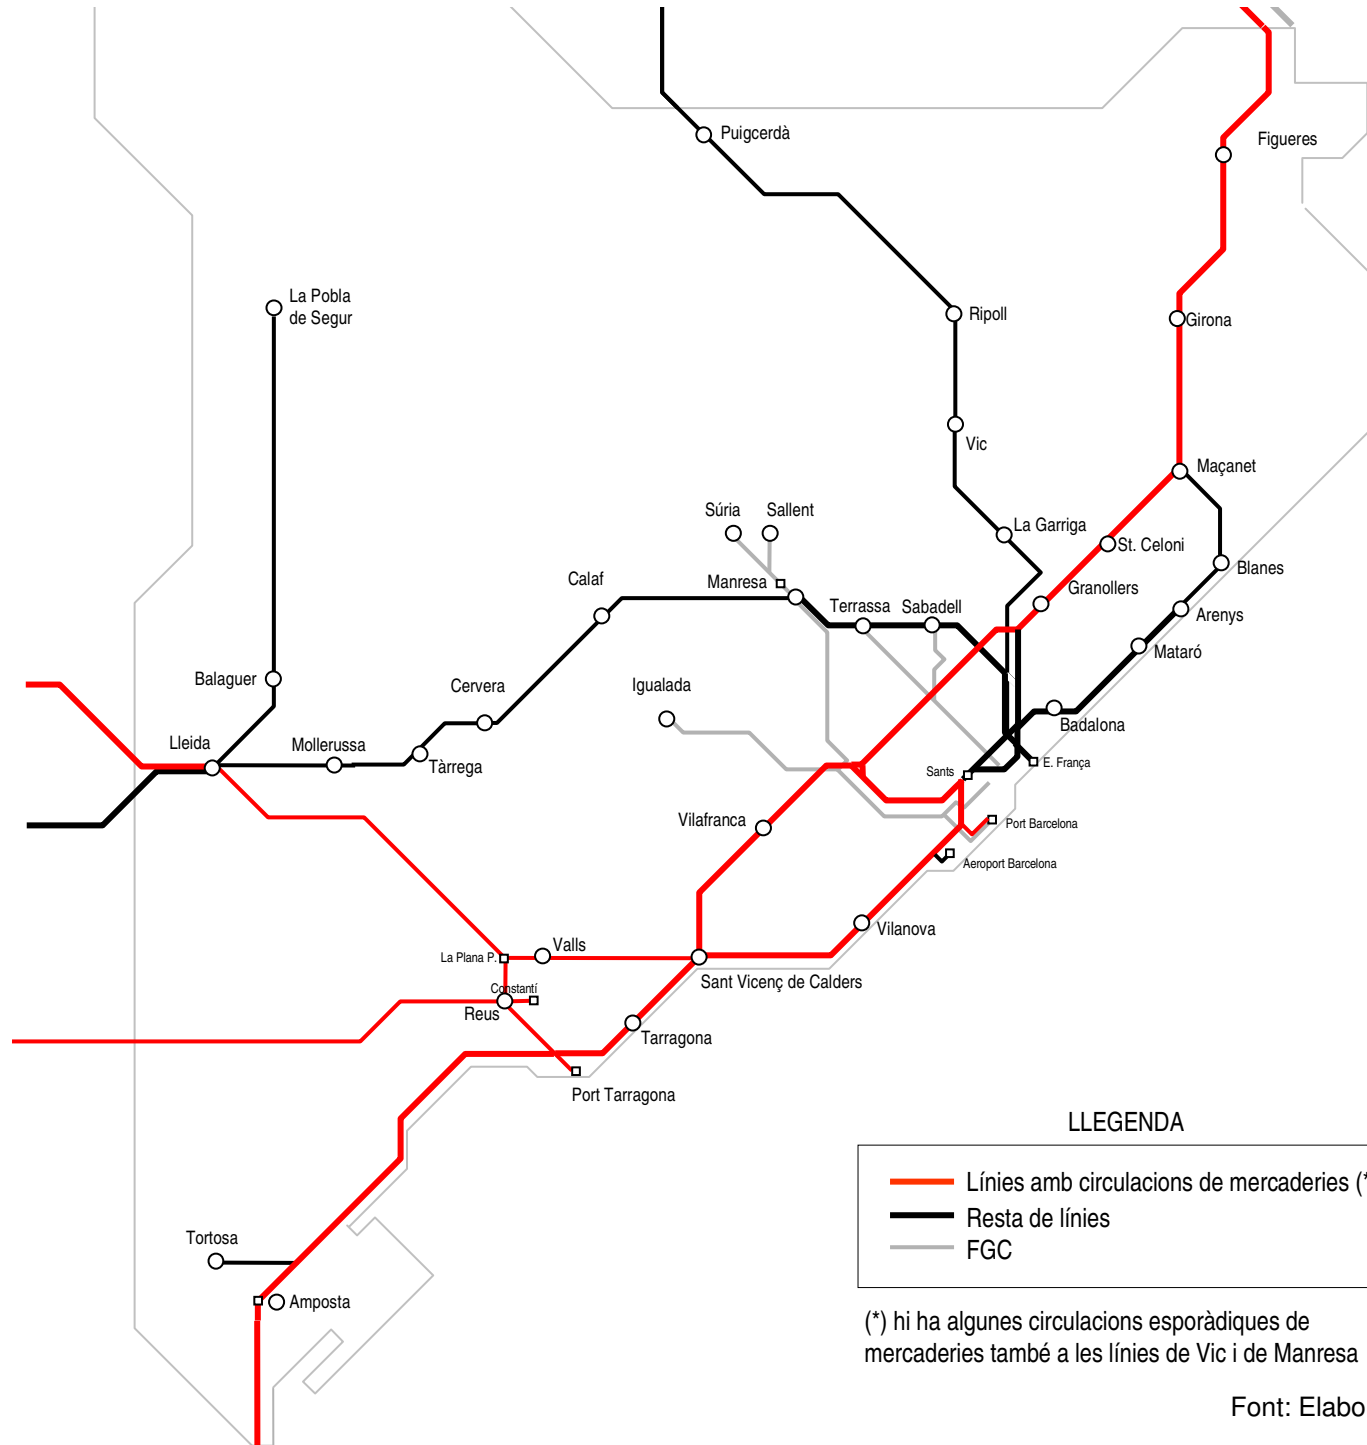 Puigcerdà
Figueres
La Pobla
de Segur
Ripoll
Girona
Vic
Maçanet
Súria
Sallent
La Garriga
St. Celoni
Calaf
Manresa
Blanes
Granollers
Terrassa
Sabadell
Arenys
Mataró
Balaguer
Cervera
Igualada
Badalona
Lleida
Mollerussa
Tàrrega
Sants
E. França
Vilafranca
Port Barcelona
Aeroport Barcelona
Vilanova
La Plana P.
Valls
Sant Vicenç de Calders
Constantí
Reus
Tarragona
Port Tarragona
LLEGENDA
Línies amb circulacions de mercaderies (*
Resta de línies
FGC
Tortosa
Amposta
(*) hi ha algunes circulacions esporàdiques de
mercaderies també a les línies de Vic i de Manresa
Font: Elabo